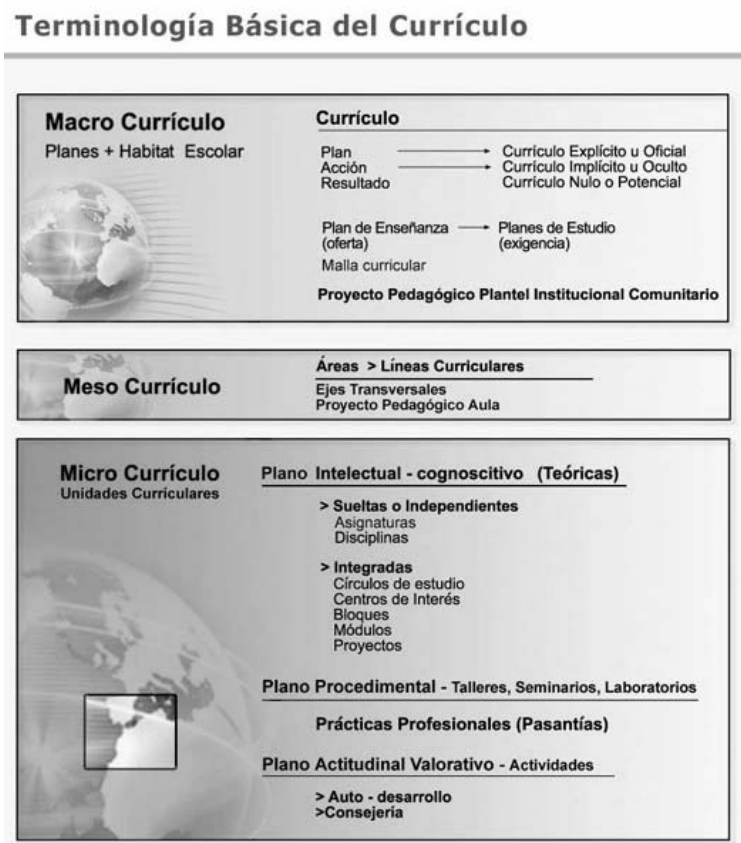 Terminología Básica del Currículo
Macro Currículo
Planes + Habitat Escolar
Currículo
Plan → Currículo Explícito u Oficial
Acción → Currículo Implícito u Oculto
Resultado Currículo Nulo o Potencial
Plan de Enseñanza → Planes de Estudio
(oferta) (exigencia)
Malla curricular
Proyecto Pedagógico Plantel Institucional Comunitario
Meso Currículo
Áreas > Líneas Curriculares
Ejes Transversales
Proyecto Pedagógico Aula
Micro Currículo
Unidades Curriculares
Plano Intelectual - cognoscitivo (Teóricas)
> Sueltas o Independientes
Asignaturas
Disciplinas
> Integradas
Círculos de estudio
Centros de Interés
Bloques
Módulos
Proyectos
Plano Procedimental - Talleres, Seminarios, Laboratorios
Prácticas Profesionales (Pasantías)
Plano Actitudinal Valorativo - Actividades
> Auto - desarrollo
>Consejería